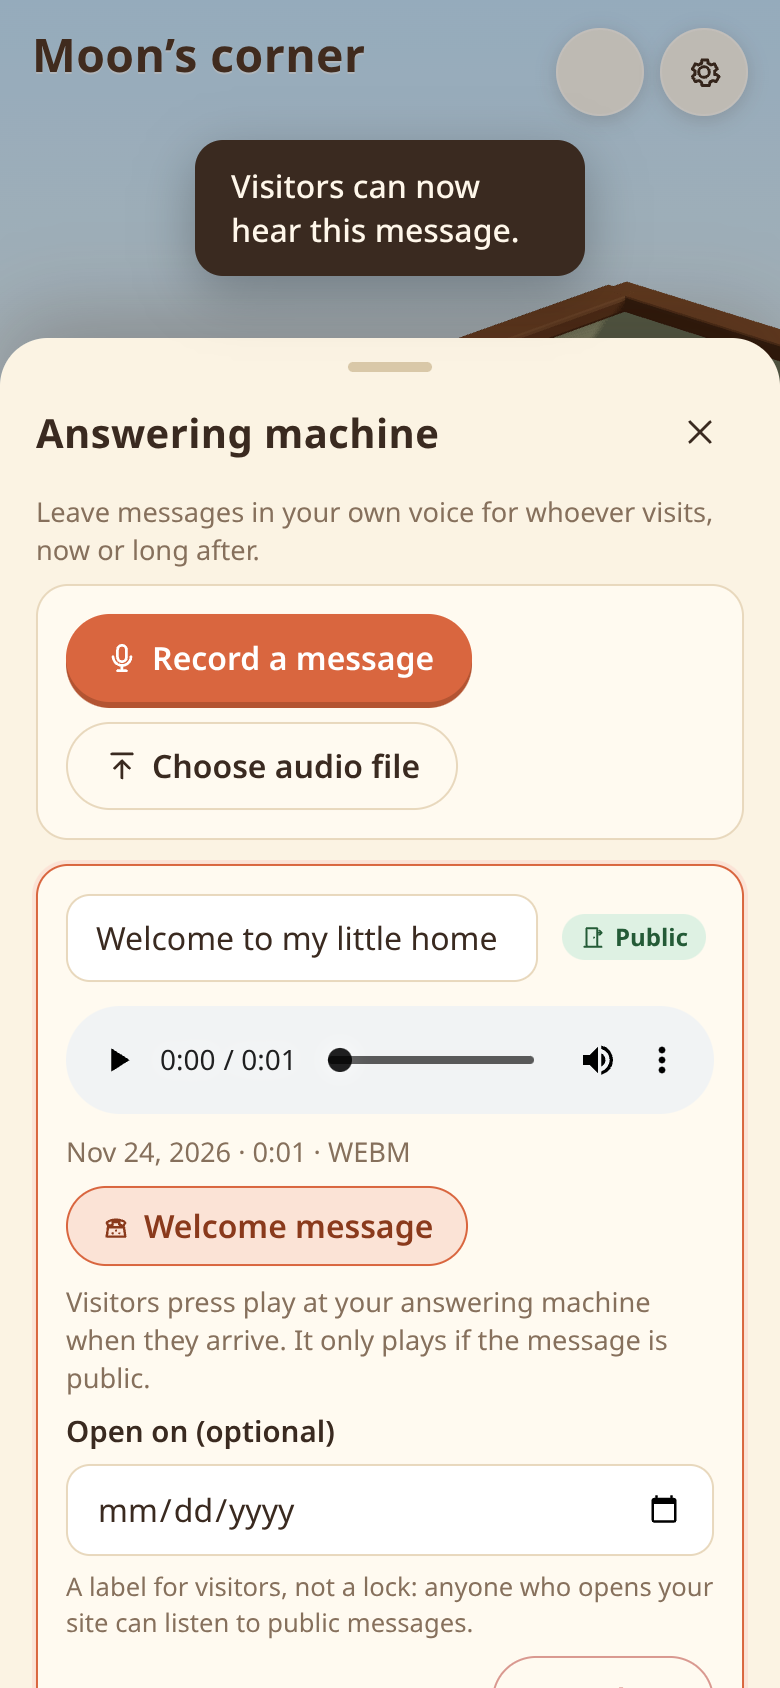 Moon’s corner
Visitors can now
hear this message.
Answering machine
Leave messages in your own voice for whoever visits,
now or long after.
Record a message
Choose audio file
Welcome to my little home
Public
0:00 / 0:01
Nov 24, 2026 · 0:01 · WEBM
Welcome message
Visitors press play at your answering machine
when they arrive. It only plays if the message is
public.
Open on (optional)
mm/dd/yyyy
A label for visitors, not a lock: anyone who opens your
site can listen to public messages.